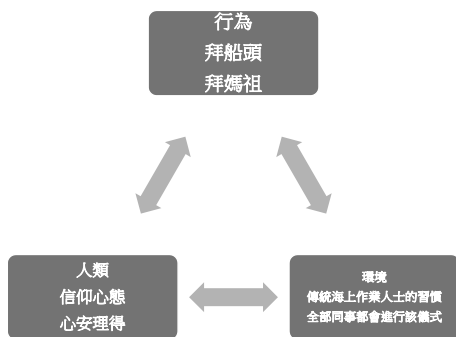 行為
拜船頭
拜媽祖
人類
信仰心態
心安理得
環境
傳統海上作業人士的習慣
全部同事都會進行該儀式